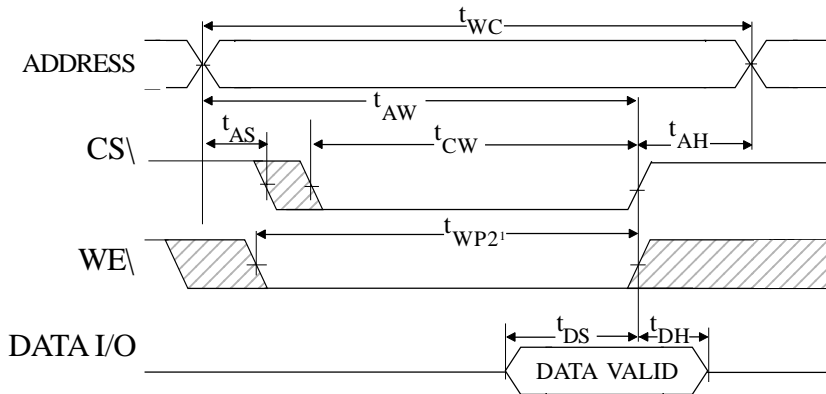 tWC
ADDRESS
tAW
tAS
tCW
tAH
CS\
tWP2¹
WE\
tDS
tDH
DATA I/O
DATA VALID